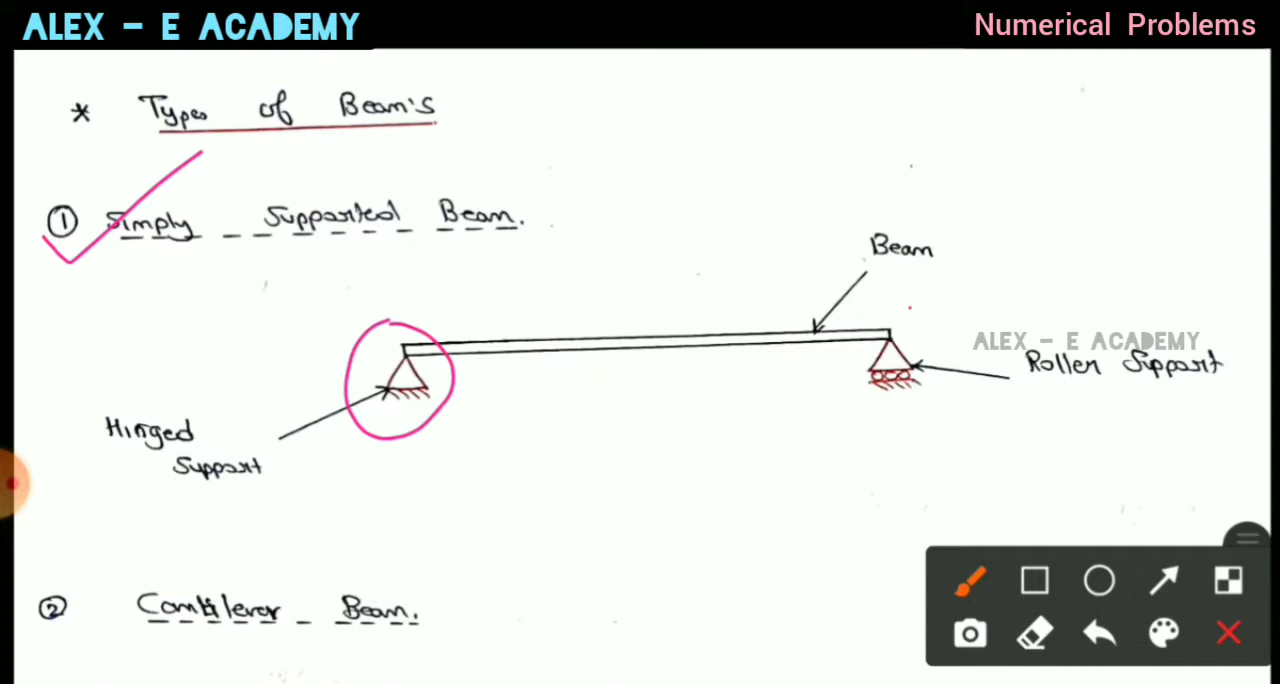 ALEX – E ACADEMY
Numerical Problems
* Types of Beam's
① Simply Supported Beam.
Beam
ALEX – E ACADEMY
Roller Support
Hinged
Support
② Cantilever Beam.